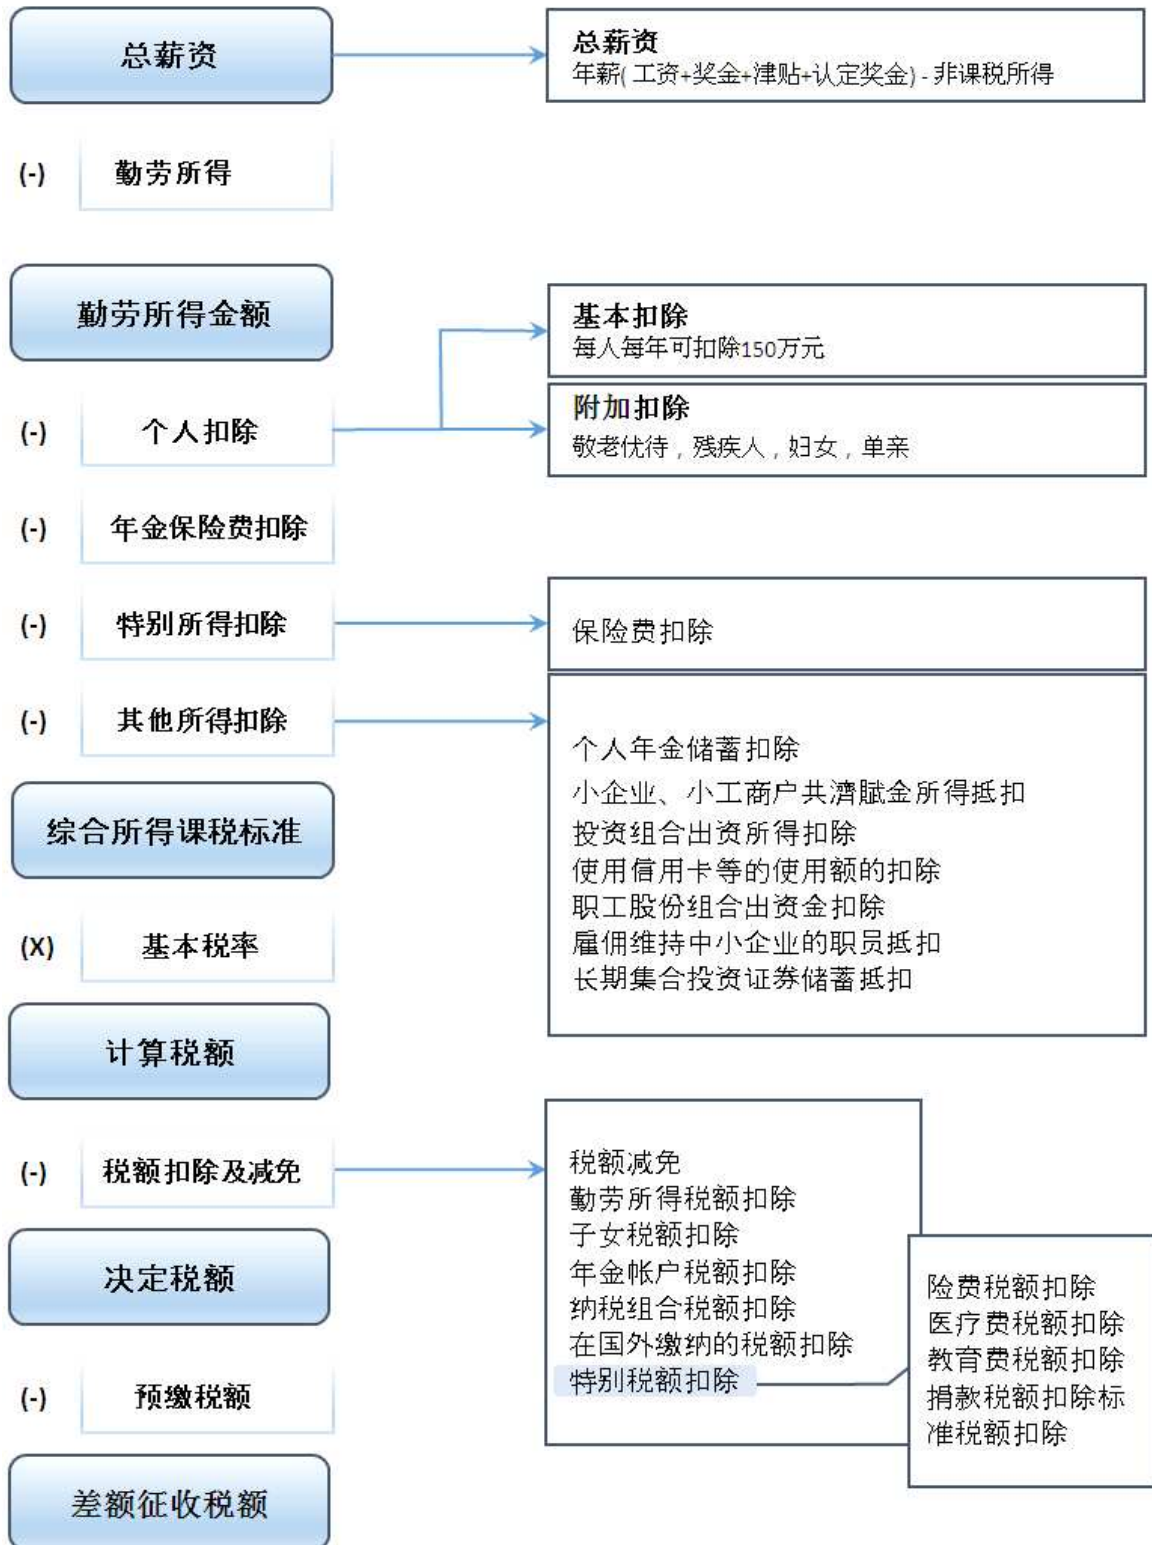 总薪资
总薪资
年薪( 工资+奖金+津贴+认定奖金) - 非课税所得
(-) 勤劳所得
勤劳所得金额
基本扣除
每人每年可扣除150万元
(-) 个人扣除
附加扣除
敬老优待 , 残疾人 , 妇女 , 单亲
(-) 年金保险费扣除
(-) 特别所得扣除
保险费扣除
(-) 其他所得扣除
个人年金储蓄扣除
小企业、小工商户共濟賦金所得抵扣
投资组合出资所得扣除
使用信用卡等的使用额的扣除
职工股份组合出资金扣除
雇佣维持中小企业的职员抵扣
长期集合投资证券储蓄抵扣
综合所得课税标准
(X) 基本税率
计算税额
(-) 税额扣除及减免
税额减免
勤劳所得税额扣除
子女税额扣除
年金帐户税额扣除
纳税组合税额扣除
在国外缴纳的税额扣除
特别税额扣除
险费税额扣除
医疗费税额扣除
教育费税额扣除
捐款税额扣除标
准税额扣除
决定税额
(-) 预缴税额
差额征收税额